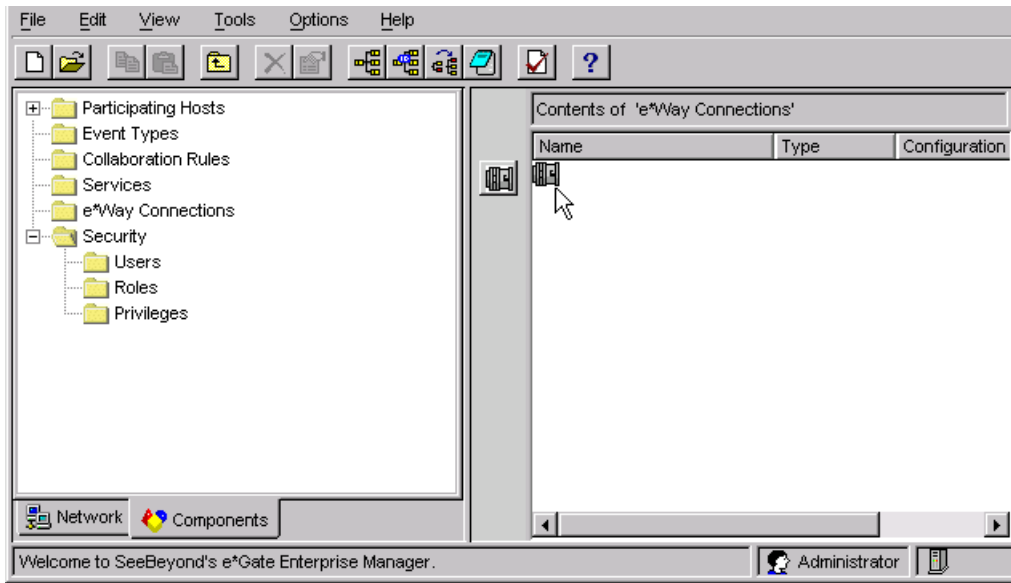 File Edit View Tools Options Help
?
Participating Hosts
Event Types
Collaboration Rules
Services
e*Way Connections
Security
Users
Roles
Privileges
Network Components
Contents of 'e*Way Connections'
Name Type Configuration
Welcome to SeeBeyond's e*Gate Enterprise Manager. Administrator